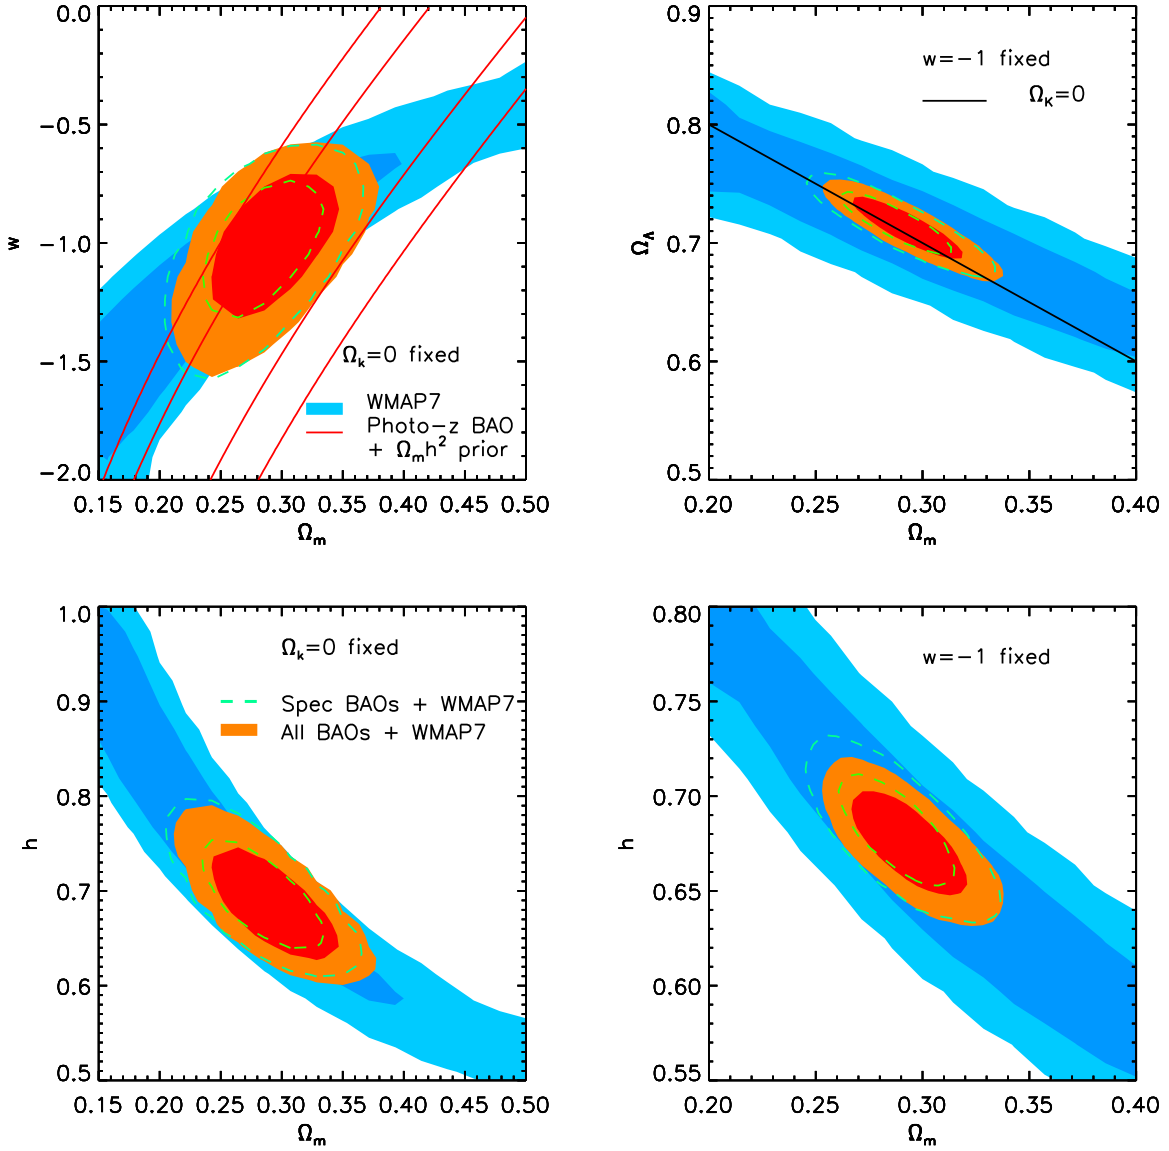 0.0
−0.5
−1.0
−1.5
−2.0
w
0.15 0.20 0.25 0.30 0.35 0.40 0.45 0.50
Ωm
Ωk=0 fixed
WMAP7
Photo−z BAO
+ Ωmh² prior
0.9
0.8
0.7
0.6
0.5
ΩΛ
0.20 0.25 0.30 0.35 0.40
Ωm
w=−1 fixed
ΩK=0
1.0
0.9
0.8
0.7
0.6
0.5
h
0.15 0.20 0.25 0.30 0.35 0.40 0.45 0.50
Ωm
Ωk=0 fixed
Spec BAOs + WMAP7
All BAOs + WMAP7
0.80
0.75
0.70
0.65
0.60
0.55
h
0.20 0.25 0.30 0.35 0.40
Ωm
w=−1 fixed